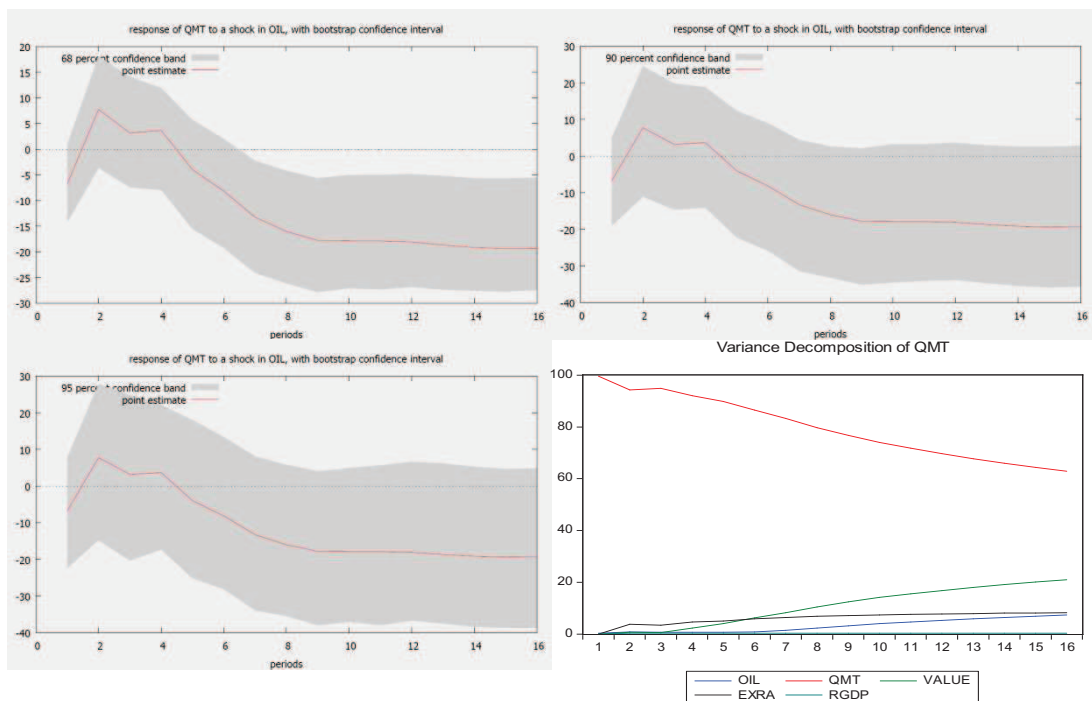 response of QMT to a shock in OIL, with bootstrap confidence interval
68 percent confidence band
point estimate
20
15
10
5
0
-5
-10
-15
-20
-25
-30
0 2 4 6 8 10 12 14 16
periods
response of QMT to a shock in OIL, with bootstrap confidence interval
90 percent confidence band
point estimate
30
20
10
0
-10
-20
-30
-40
0 2 4 6 8 10 12 14 16
periods
response of QMT to a shock in OIL, with bootstrap confidence interval
95 percent confidence band
point estimate
30
20
10
0
-10
-20
-30
-40
0 2 4 6 8 10 12 14 16
periods
Variance Decomposition of QMT
100
80
60
40
20
0
1 2 3 4 5 6 7 8 9 10 11 12 13 14 15 16
OIL QMT VALUE
EXRA RGDP